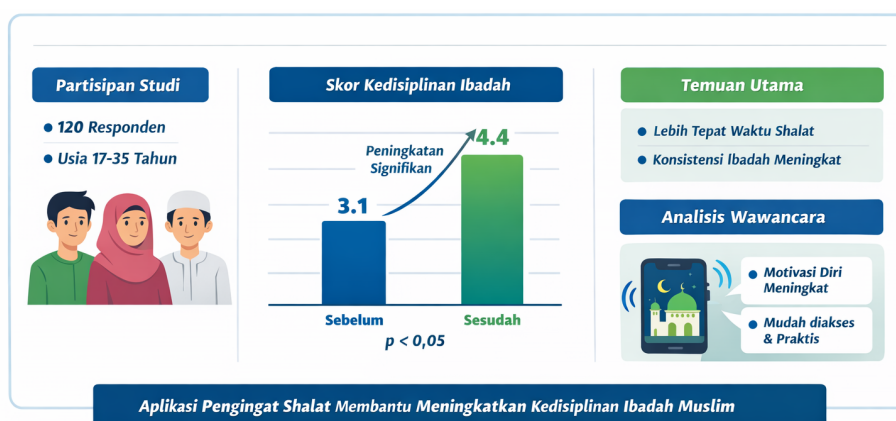 Partisipan Studi
120 Responden
Usia 17-35 Tahun
Skor Kedisiplinan Ibadah
Peningkatan
Signifikan
3.1
4.4
Sebelum
Sesudah
p < 0,05
Temuan Utama
Lebih Tepat Waktu Shalat
Konsistensi Ibadah Meningkat
Analisis Wawancara
Motivasi Diri
Meningkat
Mudah diakses
& Praktis
Aplikasi Pengingat Shalat Membantu Meningkatkan Kedisiplinan Ibadah Muslim